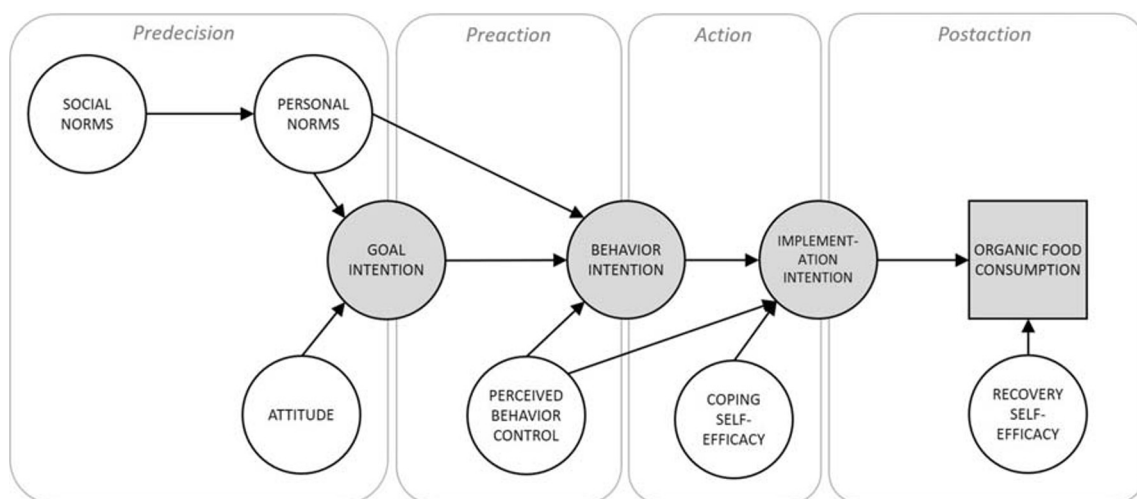 Predecision
Preaction
Action
Postaction
SOCIAL
NORMS
PERSONAL
NORMS
GOAL
INTENTION
BEHAVIOR
INTENTION
IMPLEMENT-
ATION
INTENTION
ORGANIC FOOD
CONSUMPTION
ATTITUDE
PERCEIVED
BEHAVIOR
CONTROL
COPING
SELF-
EFFICACY
RECOVERY
SELF-
EFFICACY